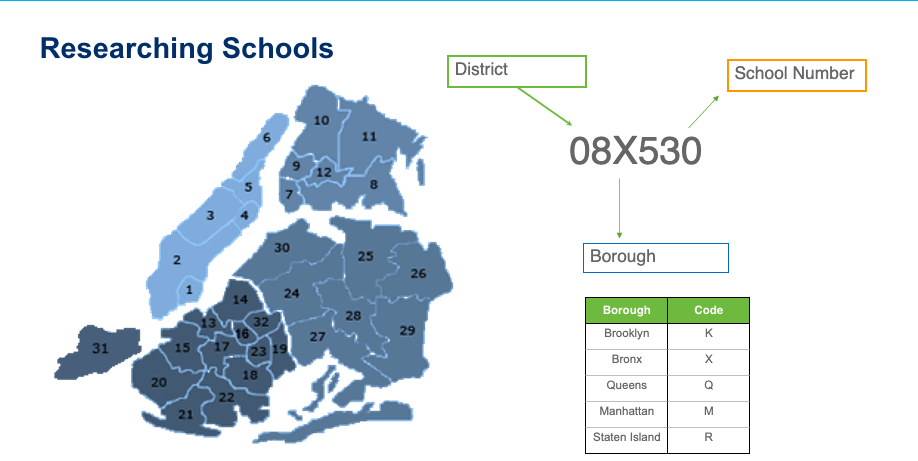 Researching Schools
District
School Number
08X530
Borough
6
10
11
9
12
5
7
8
3
4
2
1
30
25
26
24
14
28
13
32
16
29
27
31
15
17
23
19
20
18
22
21
Borough Code
Brooklyn K
Bronx X
Queens Q
Manhattan M
Staten Island R